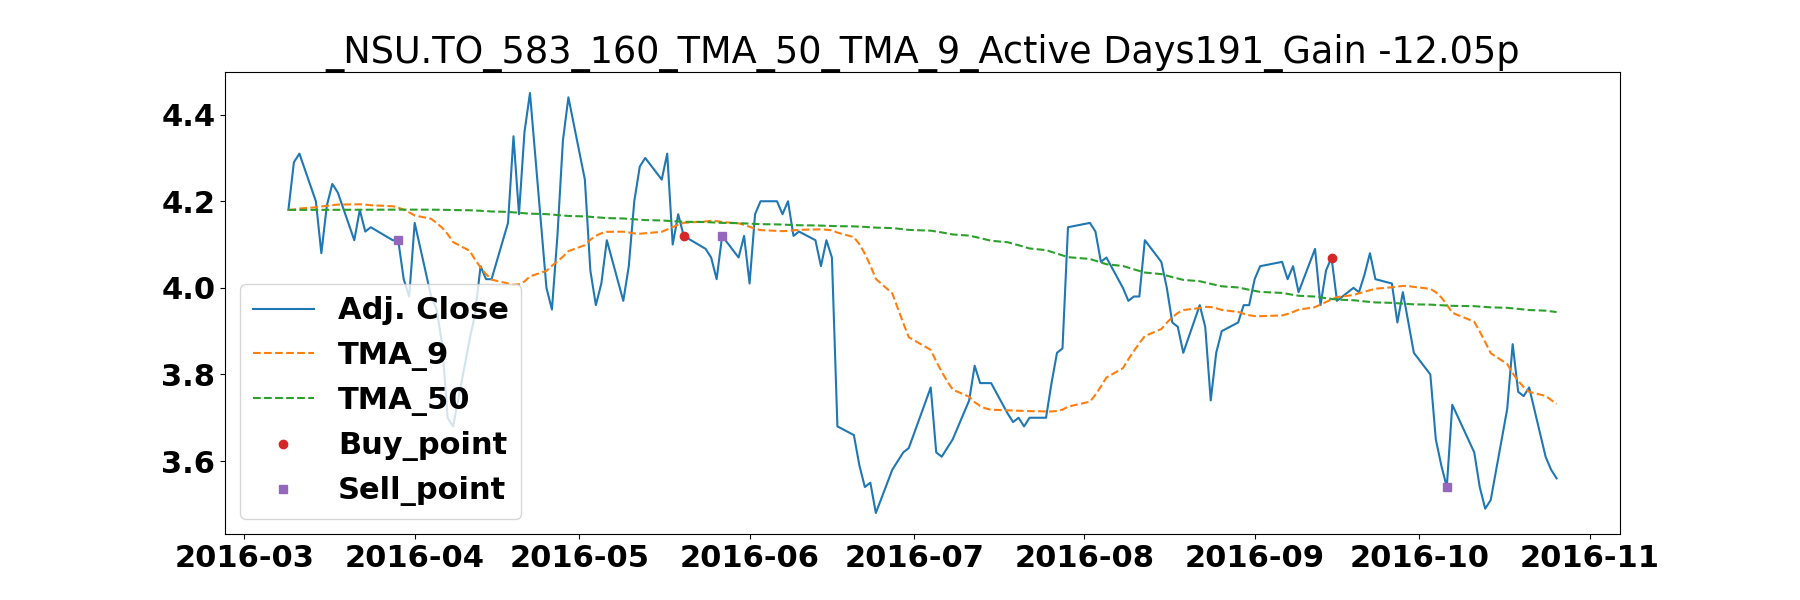 _NSU.TO_583_160_TMA_50_TMA_9_Active Days191_Gain -12.05p
4.4
4.2
4.0
3.8
3.6
Adj. Close
TMA_9
TMA_50
Buy_point
Sell_point
2016-03 2016-04 2016-05 2016-06 2016-07 2016-08 2016-09 2016-10 2016-11